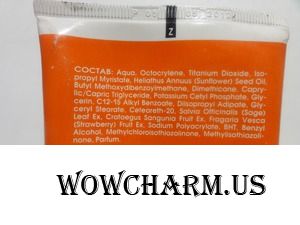 Z
СОСТАВ: Aqua, Octocrylene, Titanium Dioxide, Iso-
propyl Myristate, Helianthus Annuus (Sunflower) Seed Oil,
Butyl Methoxydibenzoylmethane, Dimethicone, Capry-
lic/Capric Triglyceride, Potassium Cetyl Phosphate, Gly-
cerin, C12-15 Alkyl Benzoate, Diisopropyl Adipate, Gly-
ceryl Stearate, Ceteareth-20, Salvia Officinalis (Sage)
Leaf Ex., Crataegus Sanguna Fruit Ex., Fragaria Vesca
(Strawberry) Fruit Ex., Sodium Polyacrylate, BHT, Benzyl
Alcohol, Methylchloroisothiazolinone, Methylisothiazoli-
none, Parfum.
WOWCHARM.US